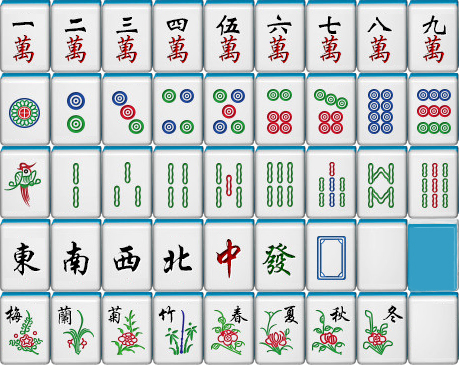 一萬 二萬 三萬 四萬 伍萬 六萬 七萬 八萬 九萬
東 南 西 北 中 發
梅 蘭 菊 竹 春 夏 秋 冬